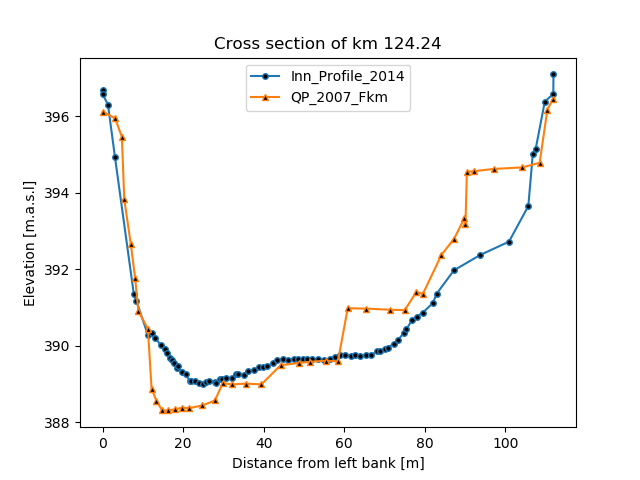 Cross section of km 124.24
Inn_Profile_2014
QP_2007_Fkm
Elevation [m.a.s.l]
396
394
392
390
388
0 20 40 60 80 100
Distance from left bank [m]